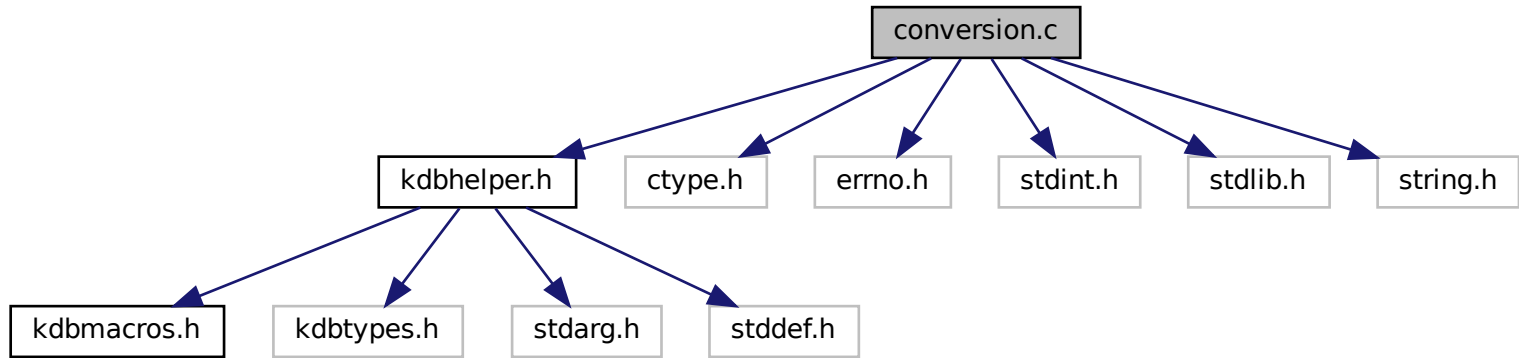 conversion.c
kdbhelper.h
ctype.h
errno.h
stdint.h
stdlib.h
string.h
kdbmacros.h
kdbtypes.h
stdarg.h
stddef.h